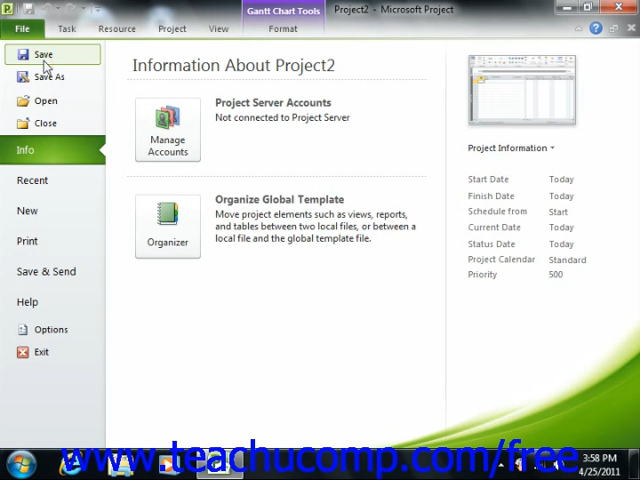 Gantt Chart Tools
Project2 - Microsoft Project
File Task Resource Project View Format
Save
Save As
Open
Close
Info
Recent
New
Print
Save & Send
Help
Options
Exit
Information About Project2
Manage
Accounts
Project Server Accounts
Not connected to Project Server
Organizer
Organize Global Template
Move project elements such as views, reports,
and tables between two local files, or between a
local file and the global template file.
Project Information
Start Date Today
Finish Date Today
Schedule from Start
Current Date Today
Status Date Today
Project Calendar Standard
Priority 500
www.teachucomp.com/free
3:58 PM
4/25/2011